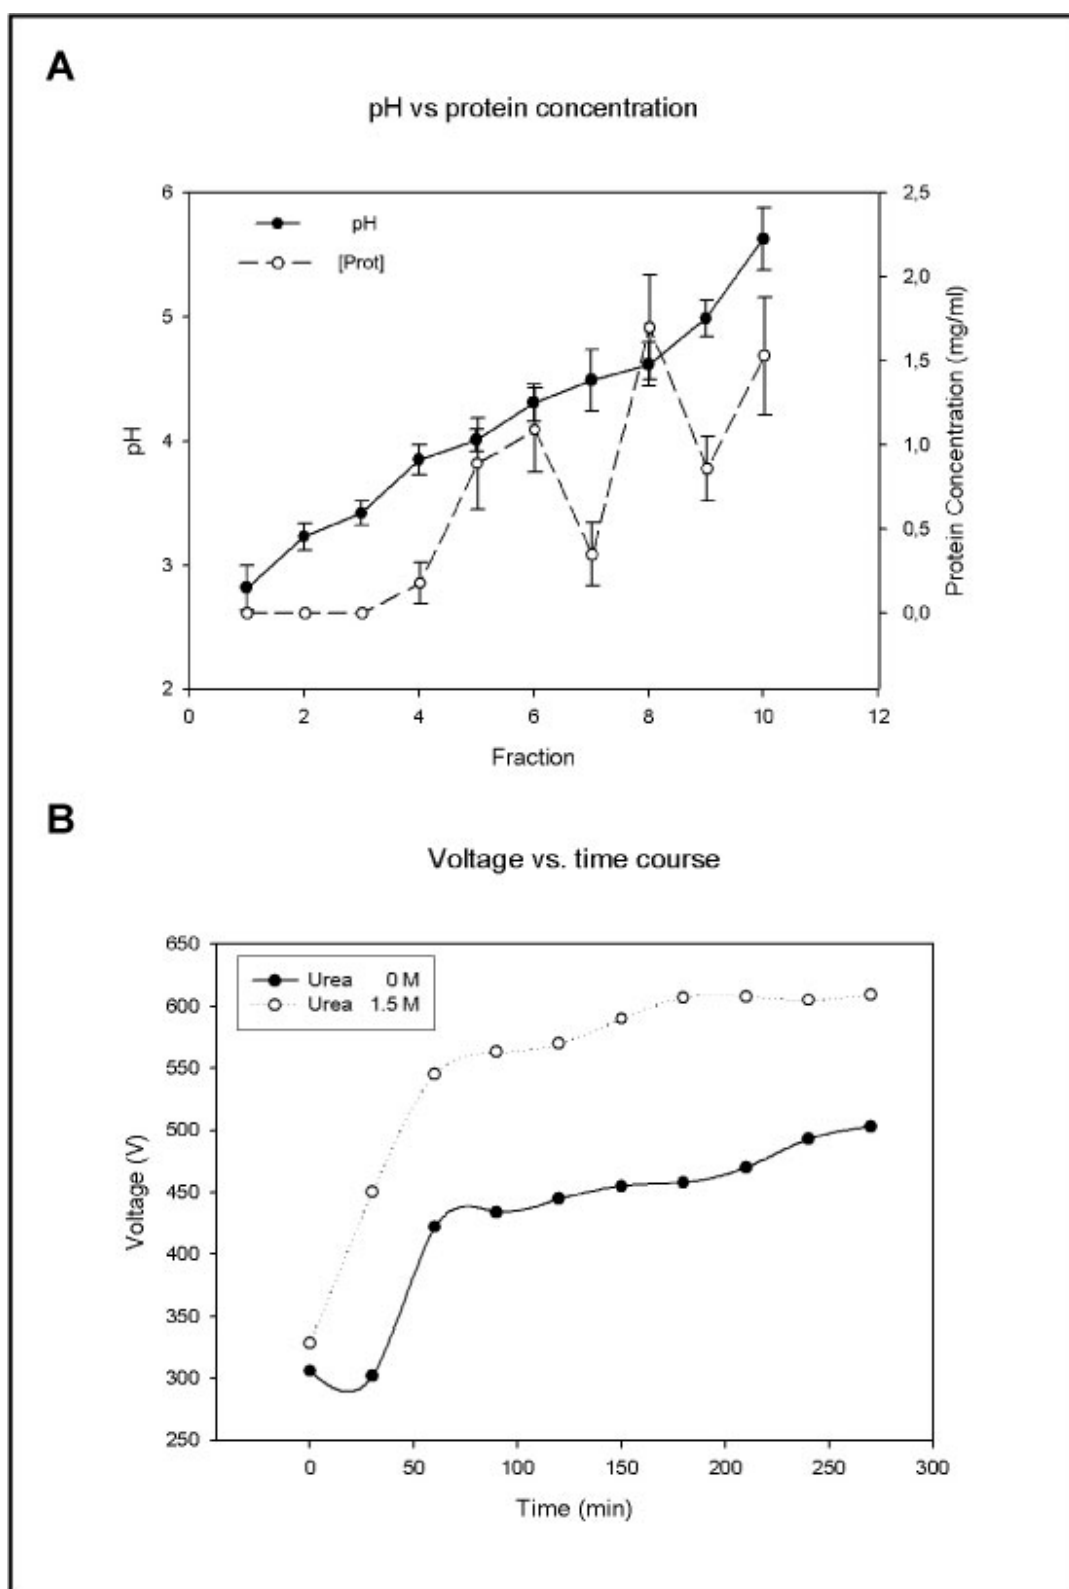 A
pH vs protein concentration
6
5
4
3
2
pH
pH
[Prot]
2,5
2,0
1,5
1,0
0,5
0,0
Protein Concentration (mg/ml)
0 2 4 6 8 10 12
Fraction
B
Voltage vs. time course
650
600
550
500
450
400
350
300
250
Voltage (V)
Urea 0 M
Urea 1.5 M
0 50 100 150 200 250 300
Time (min)